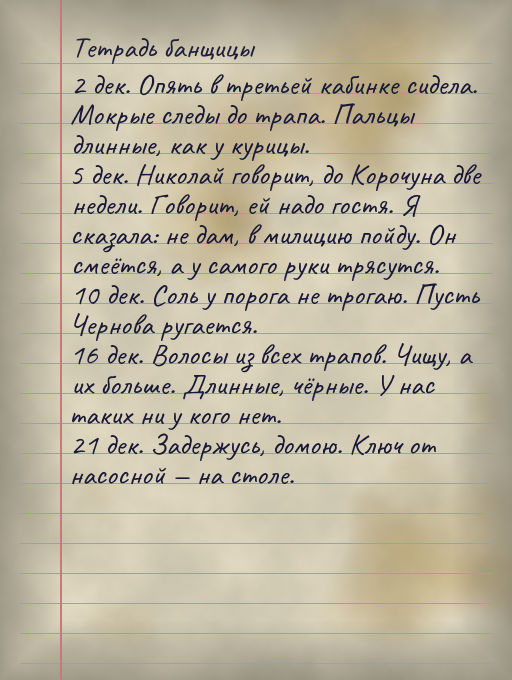 Тетрадь банщицы
2 дек. Опять в третьей кабинке сидела.
Мокрые следы до трапа. Пальцы
длинные, как у курицы.
5 дек. Николай говорит, до Корочуна две
недели. Говорит, ей надо гостя. Я
сказала: не дам, в милицию пойду. Он
смеётся, а у самого руки трясутся.
10 дек. Соль у порога не трогаю. Пусть
Чернова ругается.
16 дек. Волосы из всех трапов. Чищу, а
их больше. Длинные, чёрные. У нас
таких ни у кого нет.
21 дек. Задержусь, домою. Ключ от
насосной — на столе.